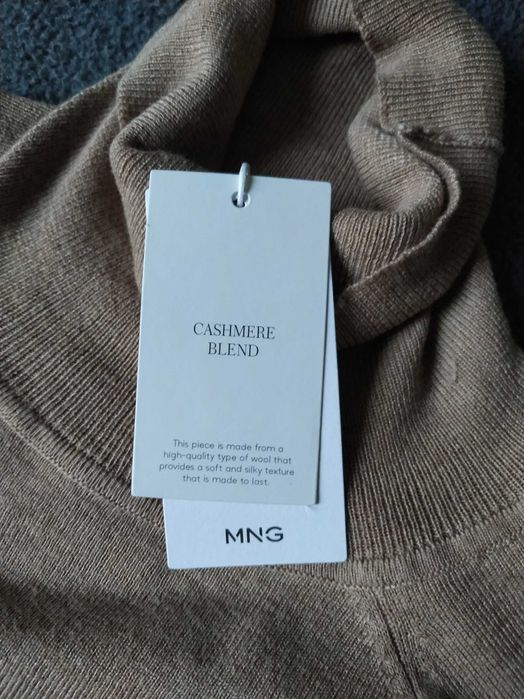 CASHMERE
BLEND
This piece is made from a
high-quality type of wool that
provides a soft and silky texture
that is made to last.
MNG